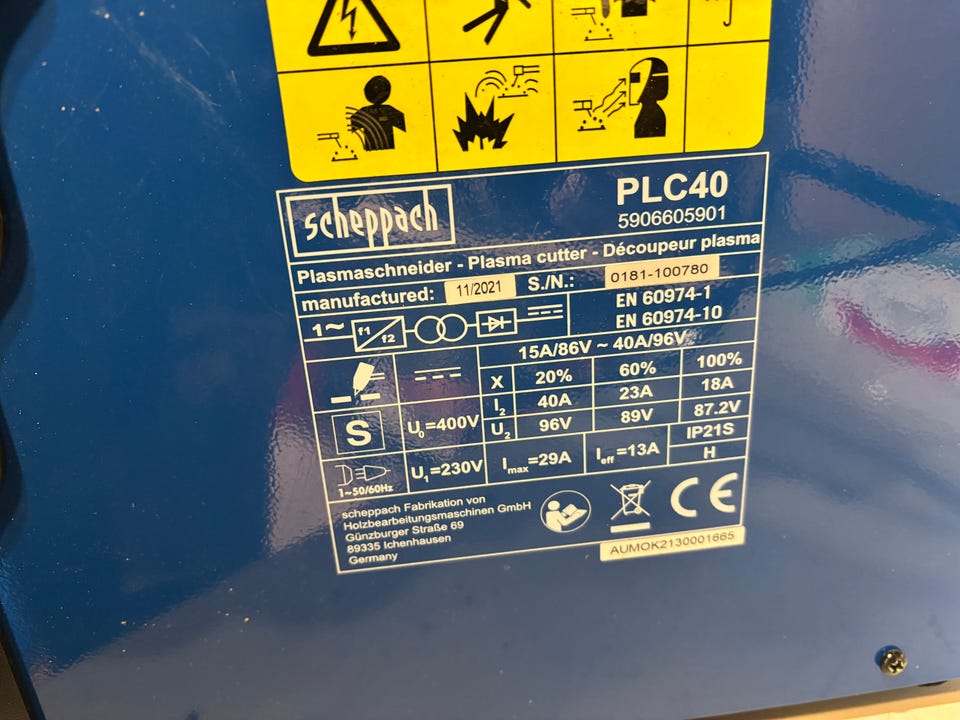 scheppach
PLC40
5906605901
Plasmaschneider - Plasma cutter - Découpeur plasma
manufactured: 11/2021 S./N.: 0181-100780
1~ f1/f2
EN 60974-1
EN 60974-10
15A/86V ~ 40A/96V
X 20% 60% 100%
I2 40A 23A 18A
S U0=400V U2 96V 89V 87.2V
1~50/60Hz U1=230V Imax=29A Ieff=13A IP21S
H
scheppach Fabrikation von
Holzbearbeitungsmaschinen GmbH
Günzburger Straße 69
89335 Ichenhausen
Germany
CE
AUMOK2130001665